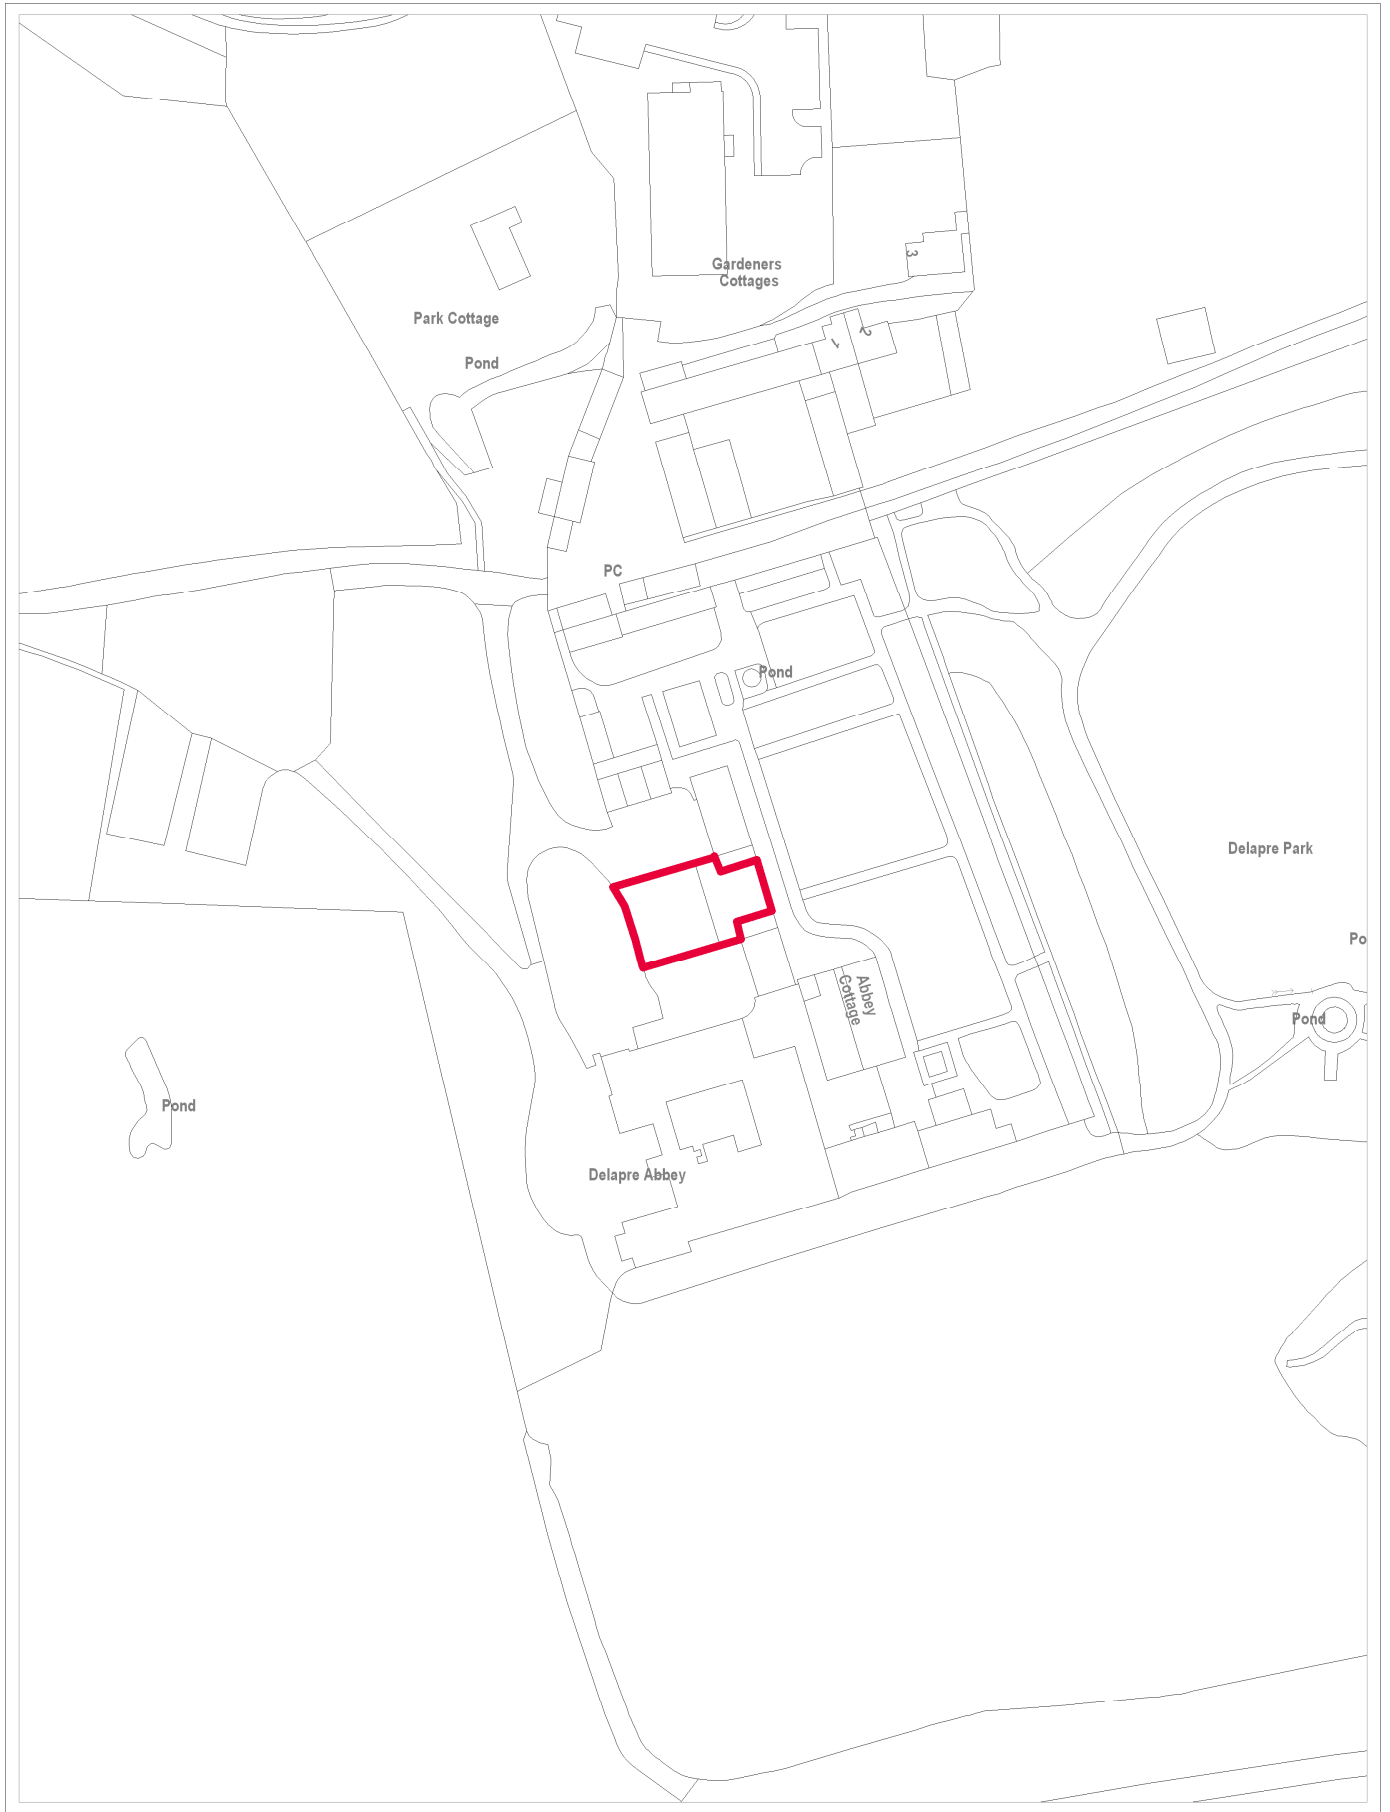 Gardeners
Cottages
3
Park Cottage
2
1
Pond
PC
Pond
Delapre Park
Po
Abbey
Cottage
Pond
Pond
Delapre Abbey